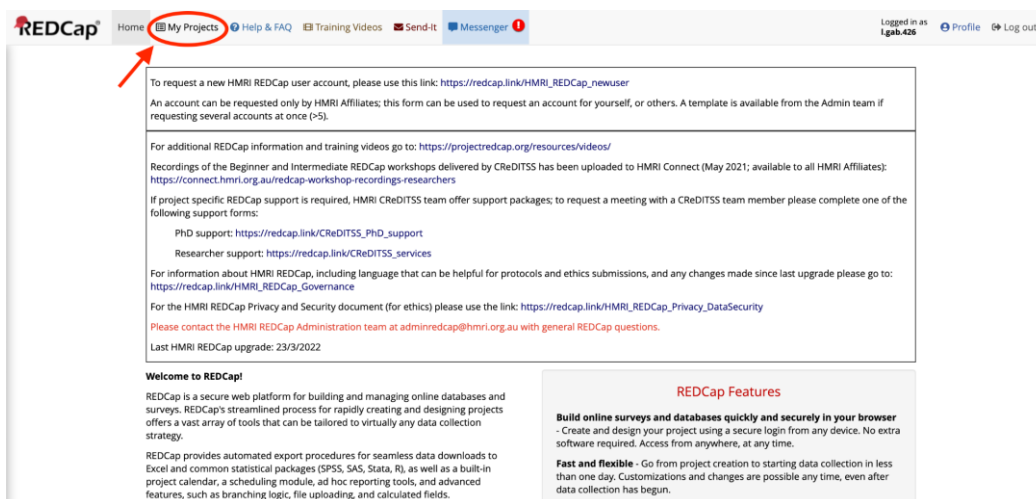 REDCap®
Home My Projects Help & FAQ Training Videos Send-It Messenger
Logged in as
l.gab.426
Profile Log out
To request a new HMRI REDCap user account, please use this link: https://redcap.link/HMRI_REDCap_newuser
An account can be requested only by HMRI Affiliates; this form can be used to request an account for yourself, or others. A template is available from the Admin team if
requesting several accounts at once (>5).
For additional REDCap information and training videos go to: https://projectredcap.org/resources/videos/
Recordings of the Beginner and Intermediate REDCap workshops delivered by CReDITSS has been uploaded to HMRI Connect (May 2021; available to all HMRI Affiliates):
https://connect.hmri.org.au/redcap-workshop-recordings-researchers
If project specific REDCap support is required, HMRI CReDITSS team offer support packages; to request a meeting with a CReDITSS team member please complete one of the
following support forms:
PhD support: https://redcap.link/CReDITSS_PhD_support
Researcher support: https://redcap.link/CReDITSS_services
For information about HMRI REDCap, including language that can be helpful for protocols and ethics submissions, and any changes made since last upgrade please go to:
https://redcap.link/HMRI_REDCap_Governance
For the HMRI REDCap Privacy and Security document (for ethics) please use the link: https://redcap.link/HMRI_REDCap_Privacy_DataSecurity
Please contact the HMRI REDCap Administration team at adminredcap@hmri.org.au with general REDCap questions.
Last HMRI REDCap upgrade: 23/3/2022
Welcome to REDCap!
REDCap is a secure web platform for building and managing online databases and
surveys. REDCap's streamlined process for rapidly creating and designing projects
offers a vast array of tools that can be tailored to virtually any data collection
strategy.
REDCap provides automated export procedures for seamless data downloads to
Excel and common statistical packages (SPSS, SAS, Stata, R), as well as a built-in
project calendar, a scheduling module, ad hoc reporting tools, and advanced
features, such as branching logic, file uploading, and calculated fields.
REDCap Features
Build online surveys and databases quickly and securely in your browser
- Create and design your project using a secure login from any device. No extra
software required. Access from anywhere, at any time.
Fast and flexible - Go from project creation to starting data collection in less
than one day. Customizations and changes are possible any time, even after
data collection has begun.